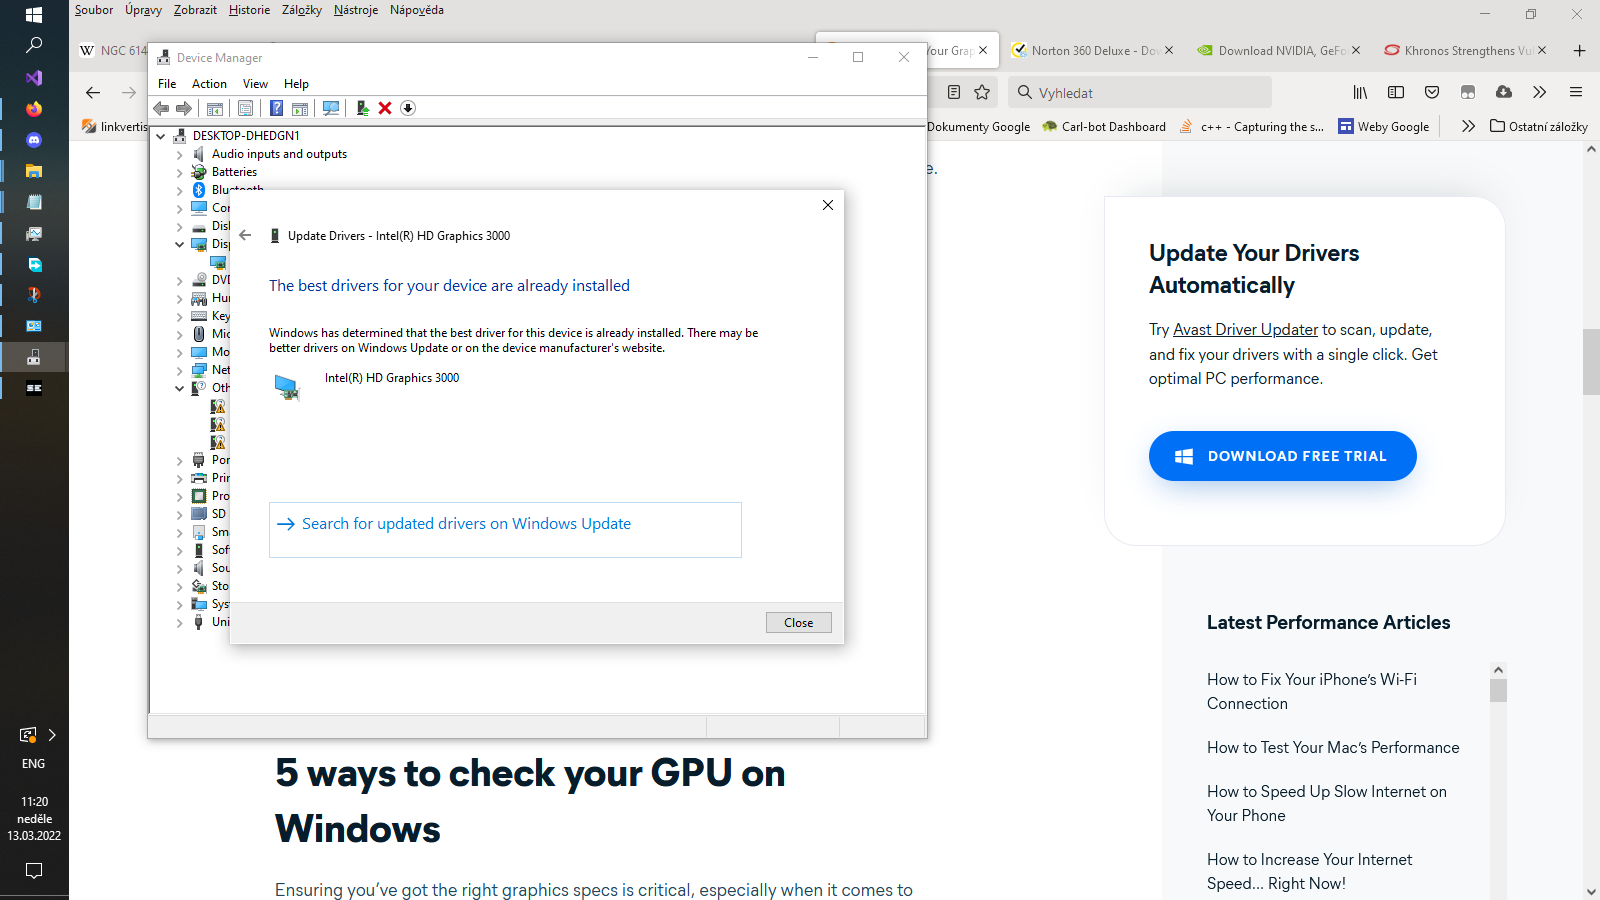 Soubor Úpravy Zobrazit Historie Záložky Nástroje Nápověda
NGC 614
Your Grap
Norton 360 Deluxe - Dow
Download NVIDIA, GeFo
Khronos Strengthens Vul
Vyhledat
linkvertis
Dokumenty Google
Carl-bot Dashboard
c++ - Capturing the s...
Weby Google
Ostatní záložky
Device Manager
File Action View Help
DESKTOP-DHEDGN1
Audio inputs and outputs
Batteries
Bluetooth
Cor
Disk
Disp
DVD
Hur
Key
Mic
Mo
Net
Oth
Por
Prin
Pro
SD
Sma
Soft
Sou
Sto
Syst
Uni
Update Drivers - Intel(R) HD Graphics 3000
The best drivers for your device are already installed
Windows has determined that the best driver for this device is already installed. There may be
better drivers on Windows Update or on the device manufacturer's website.
Intel(R) HD Graphics 3000
Search for updated drivers on Windows Update
Close
e.
5 ways to check your GPU on
Windows
Ensuring you've got the right graphics specs is critical, especially when it comes to
Update Your Drivers
Automatically
Try Avast Driver Updater to scan, update,
and fix your drivers with a single click. Get
optimal PC performance.
DOWNLOAD FREE TRIAL
Latest Performance Articles
How to Fix Your iPhone's Wi-Fi
Connection
How to Test Your Mac's Performance
How to Speed Up Slow Internet on
Your Phone
How to Increase Your Internet
Speed... Right Now!
SE
ENG
11:20
neděle
13.03.2022